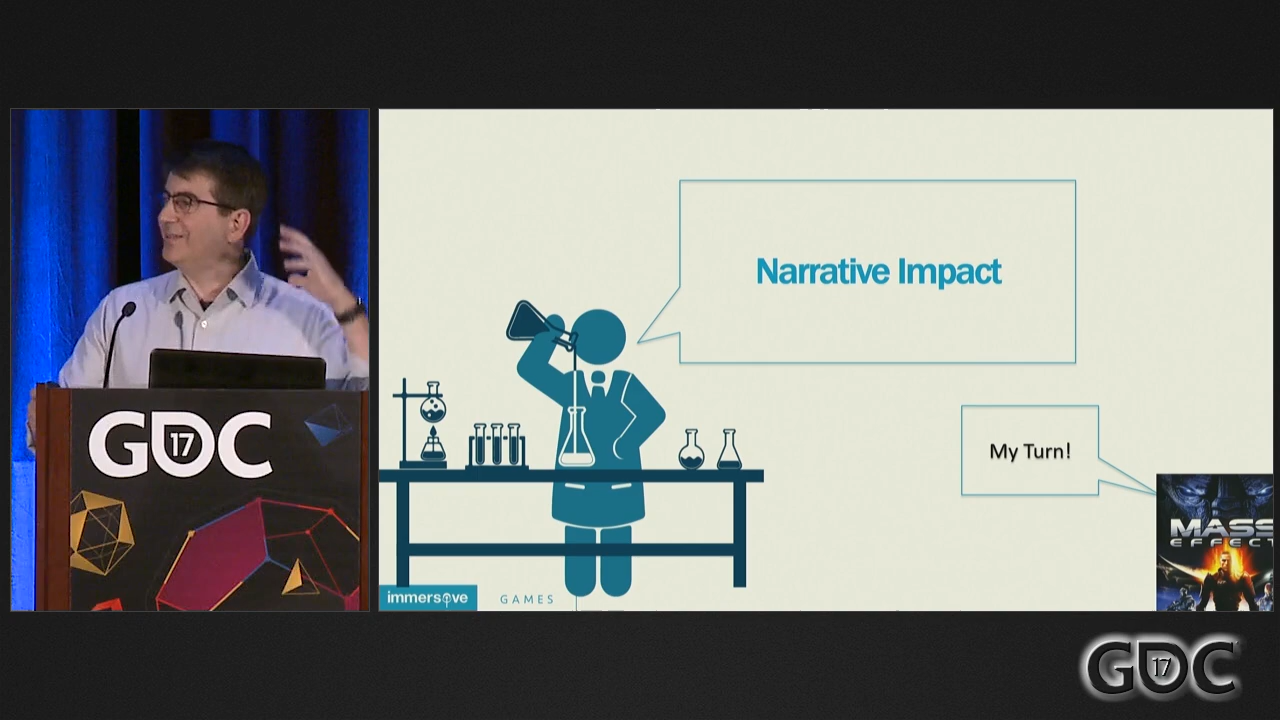 GDC
17
Narrative Impact
My Turn!
MASS
EFFECT
immersive
GAMES
GDC
17